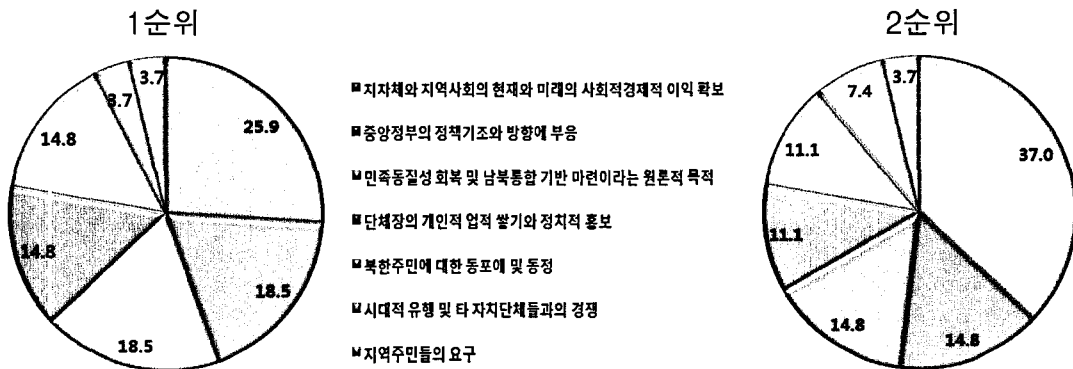 1순위
3.7
3.7
14.8
25.9
14.8
18.5
18.5
■ 지자체와 지역사회의 현재와 미래의 사회적경제적 이익 확보
■ 중앙정부의 정책기조와 방향에 부응
■ 민족동질성 회복 및 남북통합 기반 마련이라는 원론적 목적
■ 단체장의 개인적 업적 쌓기와 정치적 홍보
■ 북한주민에 대한 동포애 및 동정
■ 시대적 유행 및 타 자치단체들과의 경쟁
■ 지역주민들의 요구
2순위
3.7
7.4
11.1
37.0
11.1
14.8
14.8